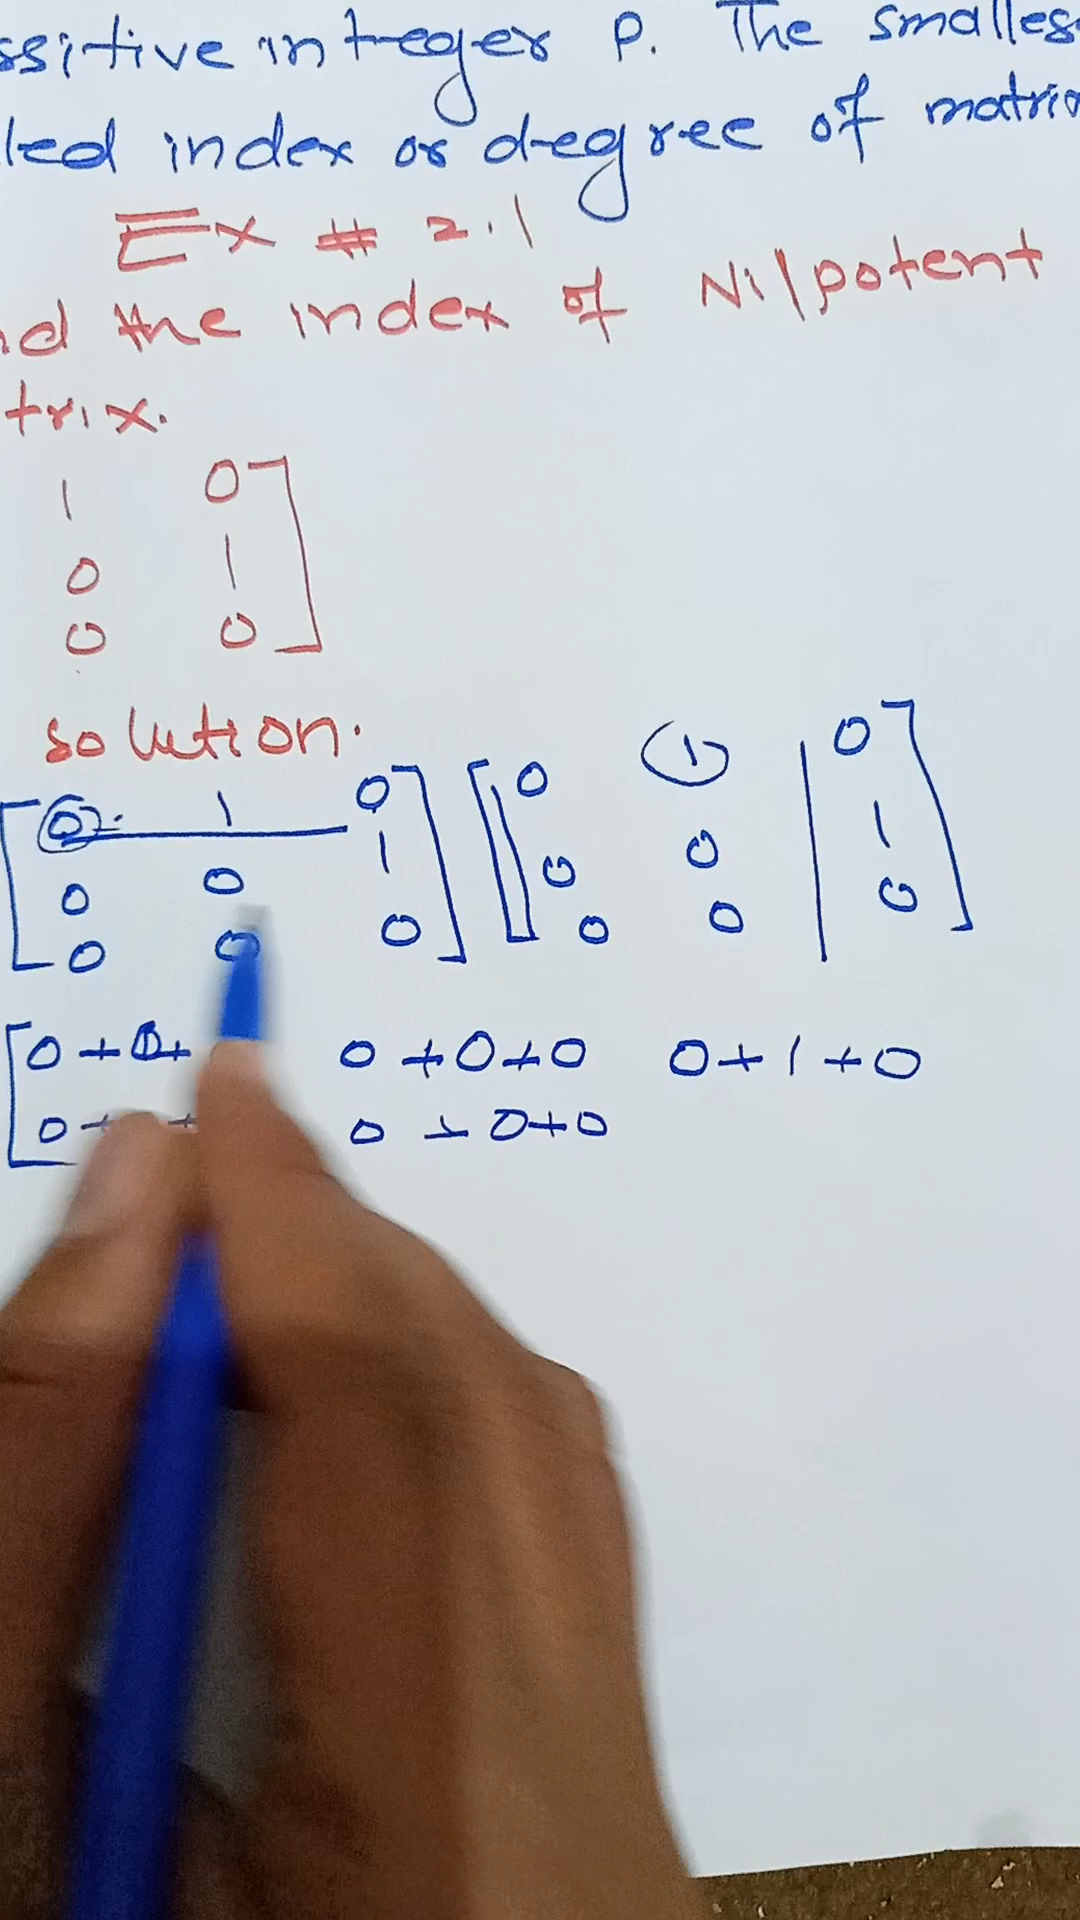 ssitive integer P. The smalles
led index or degree of matri
Ex # 2.1
nd the index of Nilpotent
trix.
1 0
0 1
0 0
solution.
0 1 0 0 1 0
0 0 1 0 0 1
0 0 0 0 0 0
0+0+ 0+0+0 0+1+0
0+ + 0+0+0